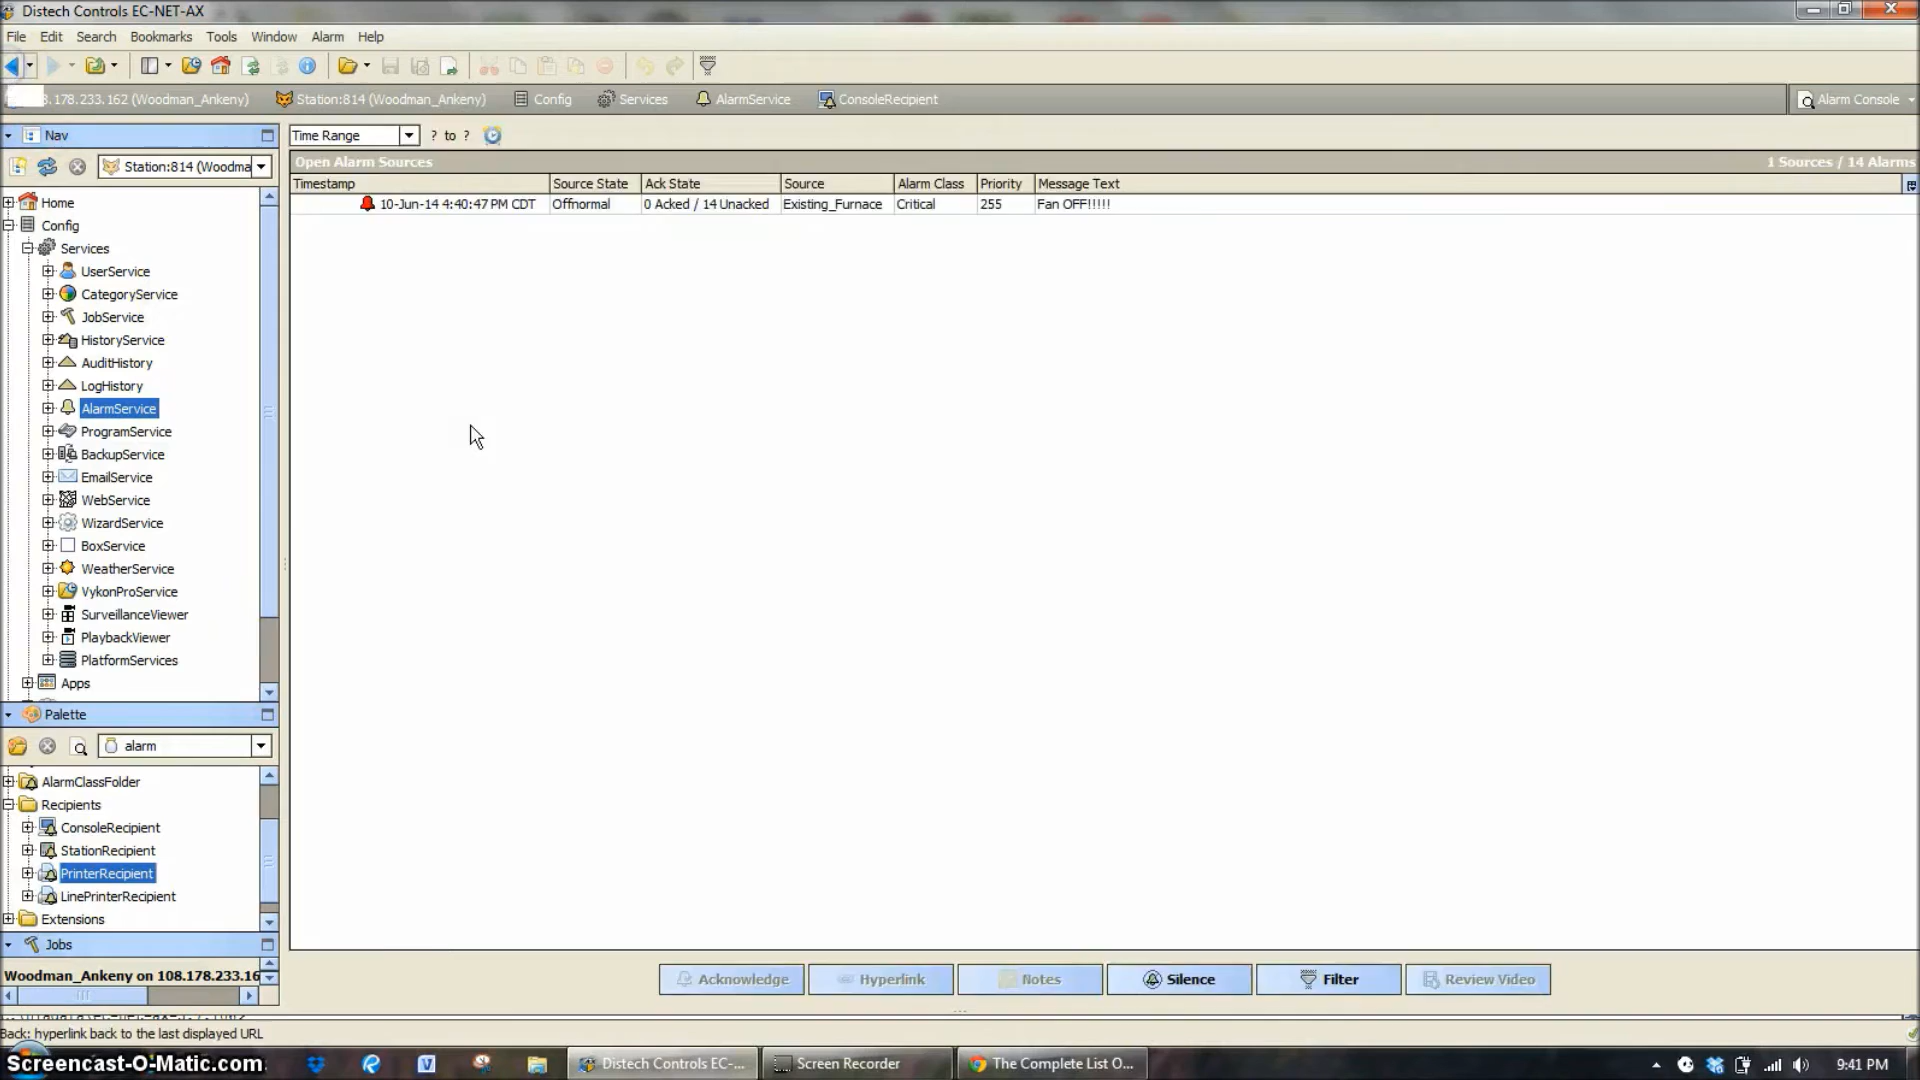 Distech Controls EC-NET-AX
File Edit Search Bookmarks Tools Window Alarm Help
.178.233.162 (Woodman_Ankeny) Station:814 (Woodman_Ankeny) Config Services AlarmService ConsoleRecipient Alarm Console
Nav
Time Range ? to ?
Station:814 (Woodma
Open Alarm Sources 1 Sources / 14 Alarms
Timestamp Source State Ack State Source Alarm Class Priority Message Text
10-Jun-14 4:40:47 PM CDT Offnormal 0 Acked / 14 Unacked Existing_Furnace Critical 255 Fan OFF!!!!!
Home
Config
Services
UserService
CategoryService
JobService
HistoryService
AuditHistory
LogHistory
AlarmService
ProgramService
BackupService
EmailService
WebService
WizardService
BoxService
WeatherService
VykonProService
SurveillanceViewer
PlaybackViewer
PlatformServices
Apps
Palette
alarm
AlarmClassFolder
Recipients
ConsoleRecipient
StationRecipient
PrinterRecipient
LinePrinterRecipient
Extensions
Jobs
Woodman_Ankeny on 108.178.233.16
Acknowledge Hyperlink Notes Silence Filter Review Video
Back: hyperlink back to the last displayed URL
Screencast-O-Matic.com
Distech Controls EC-... Screen Recorder The Complete List O... 9:41 PM